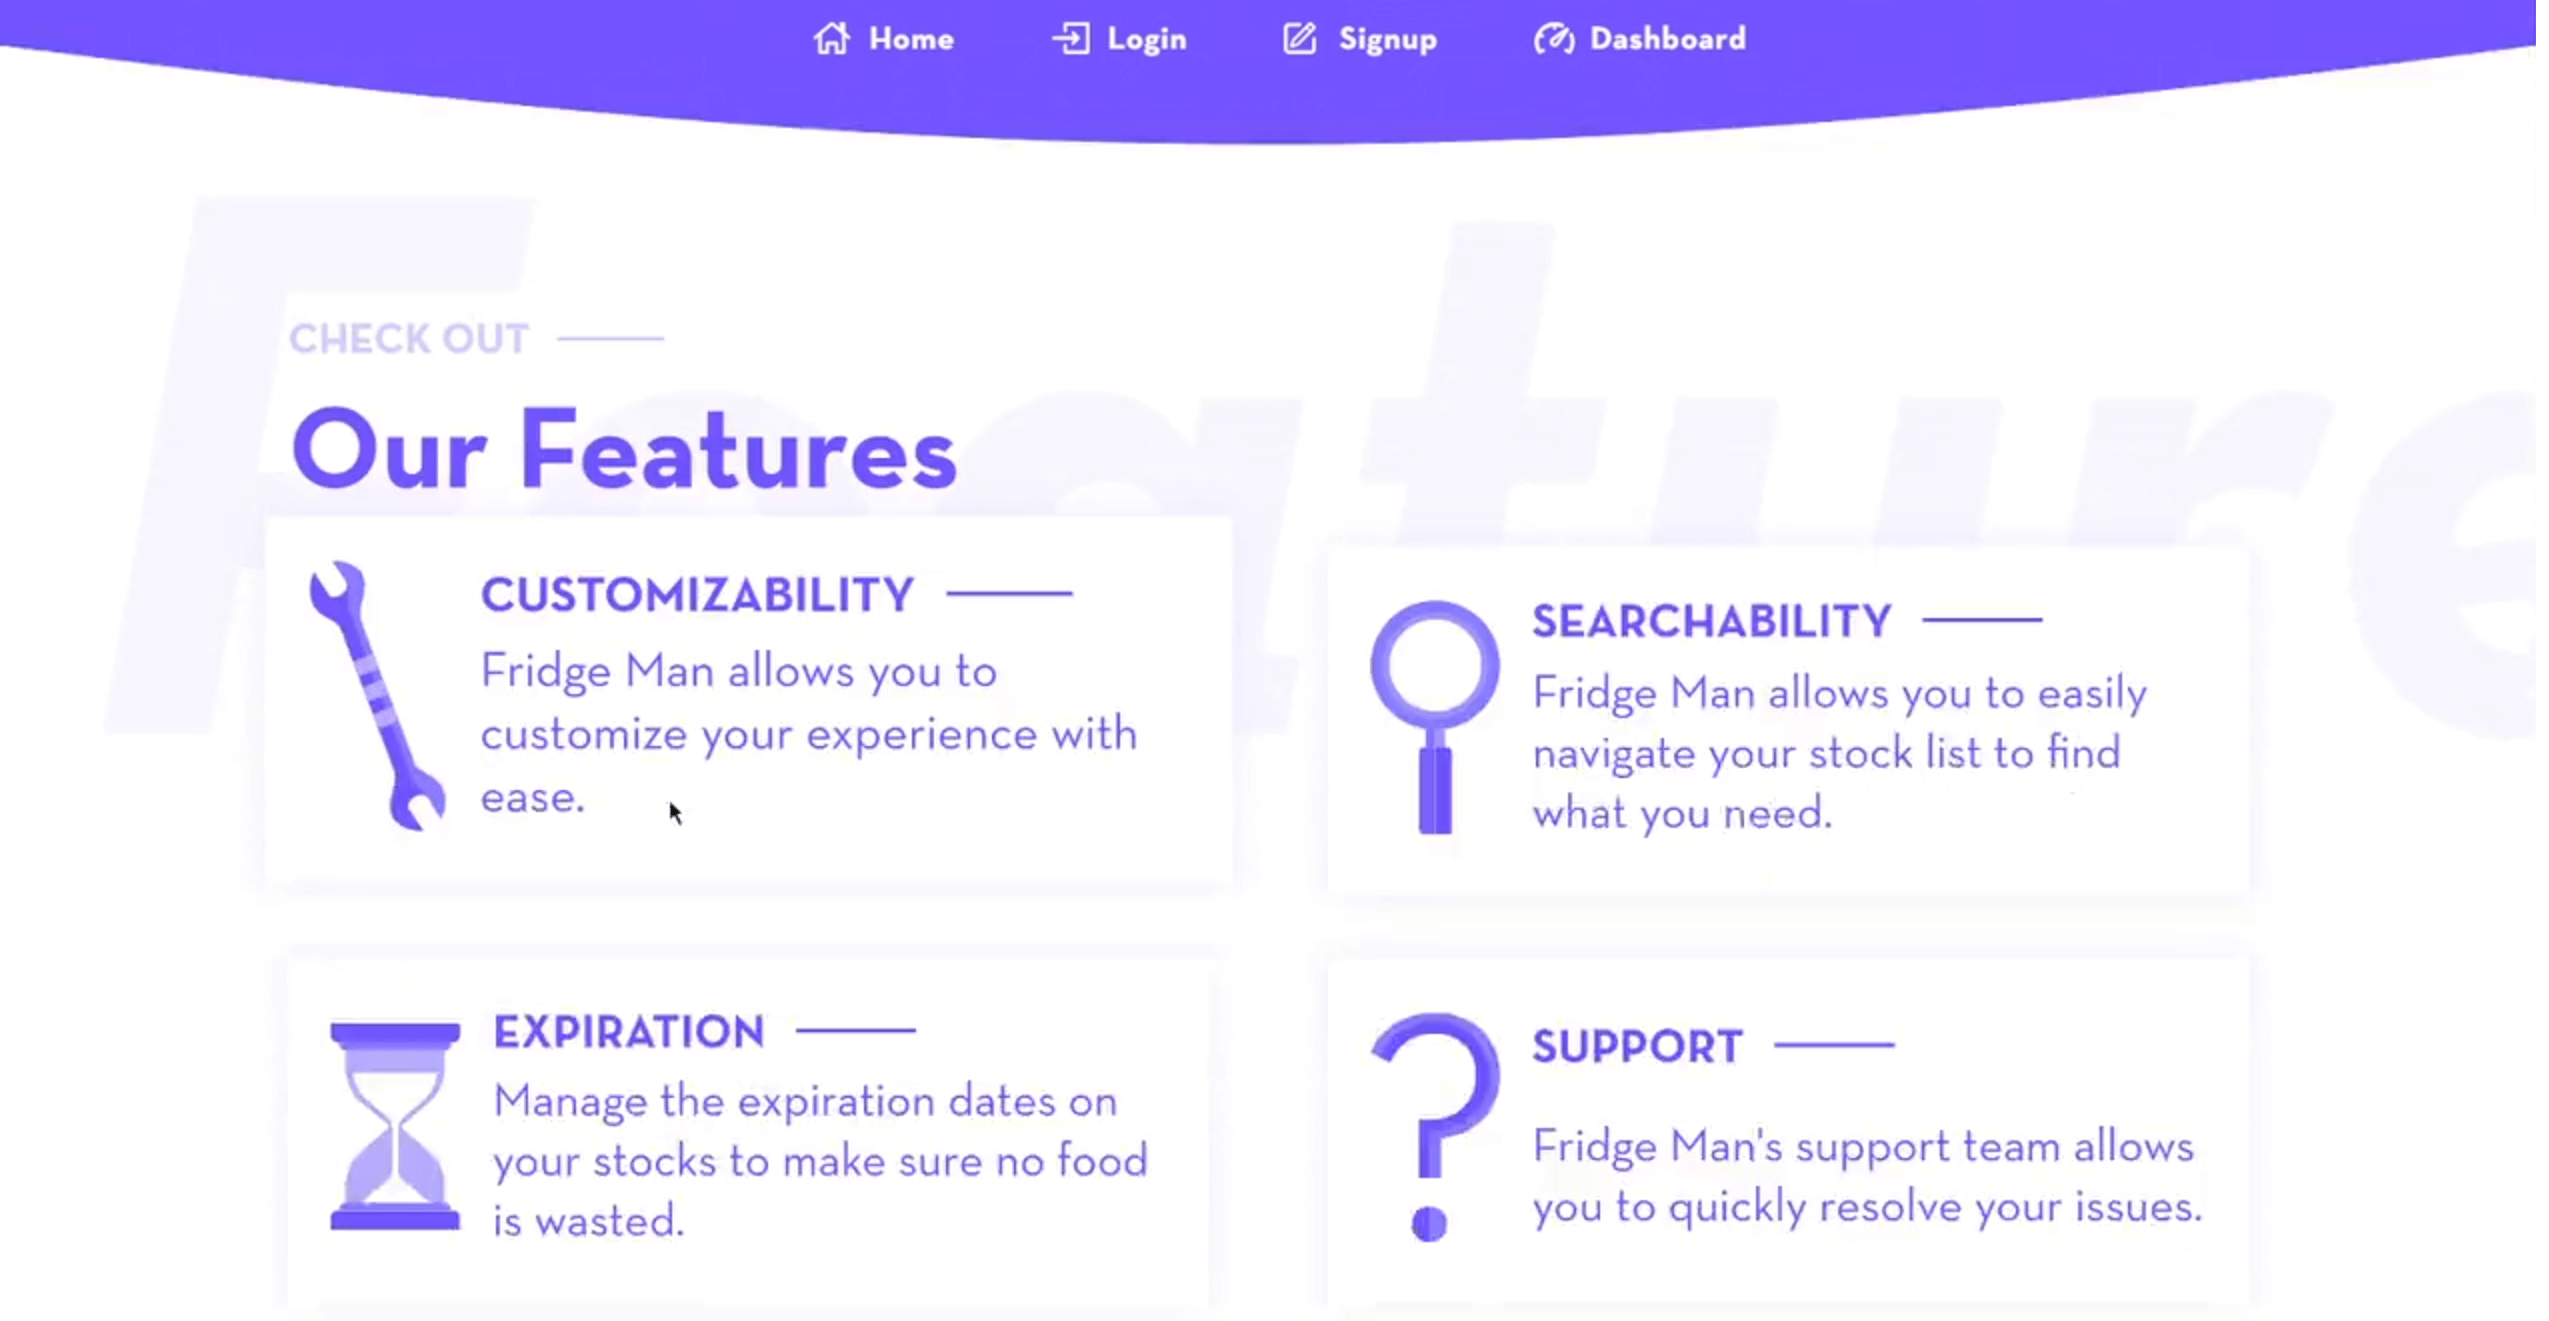 Home Login Signup Dashboard
Feature
CHECK OUT
Our Features
CUSTOMIZABILITY
Fridge Man allows you to
customize your experience with
ease.
SEARCHABILITY
Fridge Man allows you to easily
navigate your stock list to find
what you need.
EXPIRATION
Manage the expiration dates on
your stocks to make sure no food
is wasted.
SUPPORT
Fridge Man's support team allows
you to quickly resolve your issues.